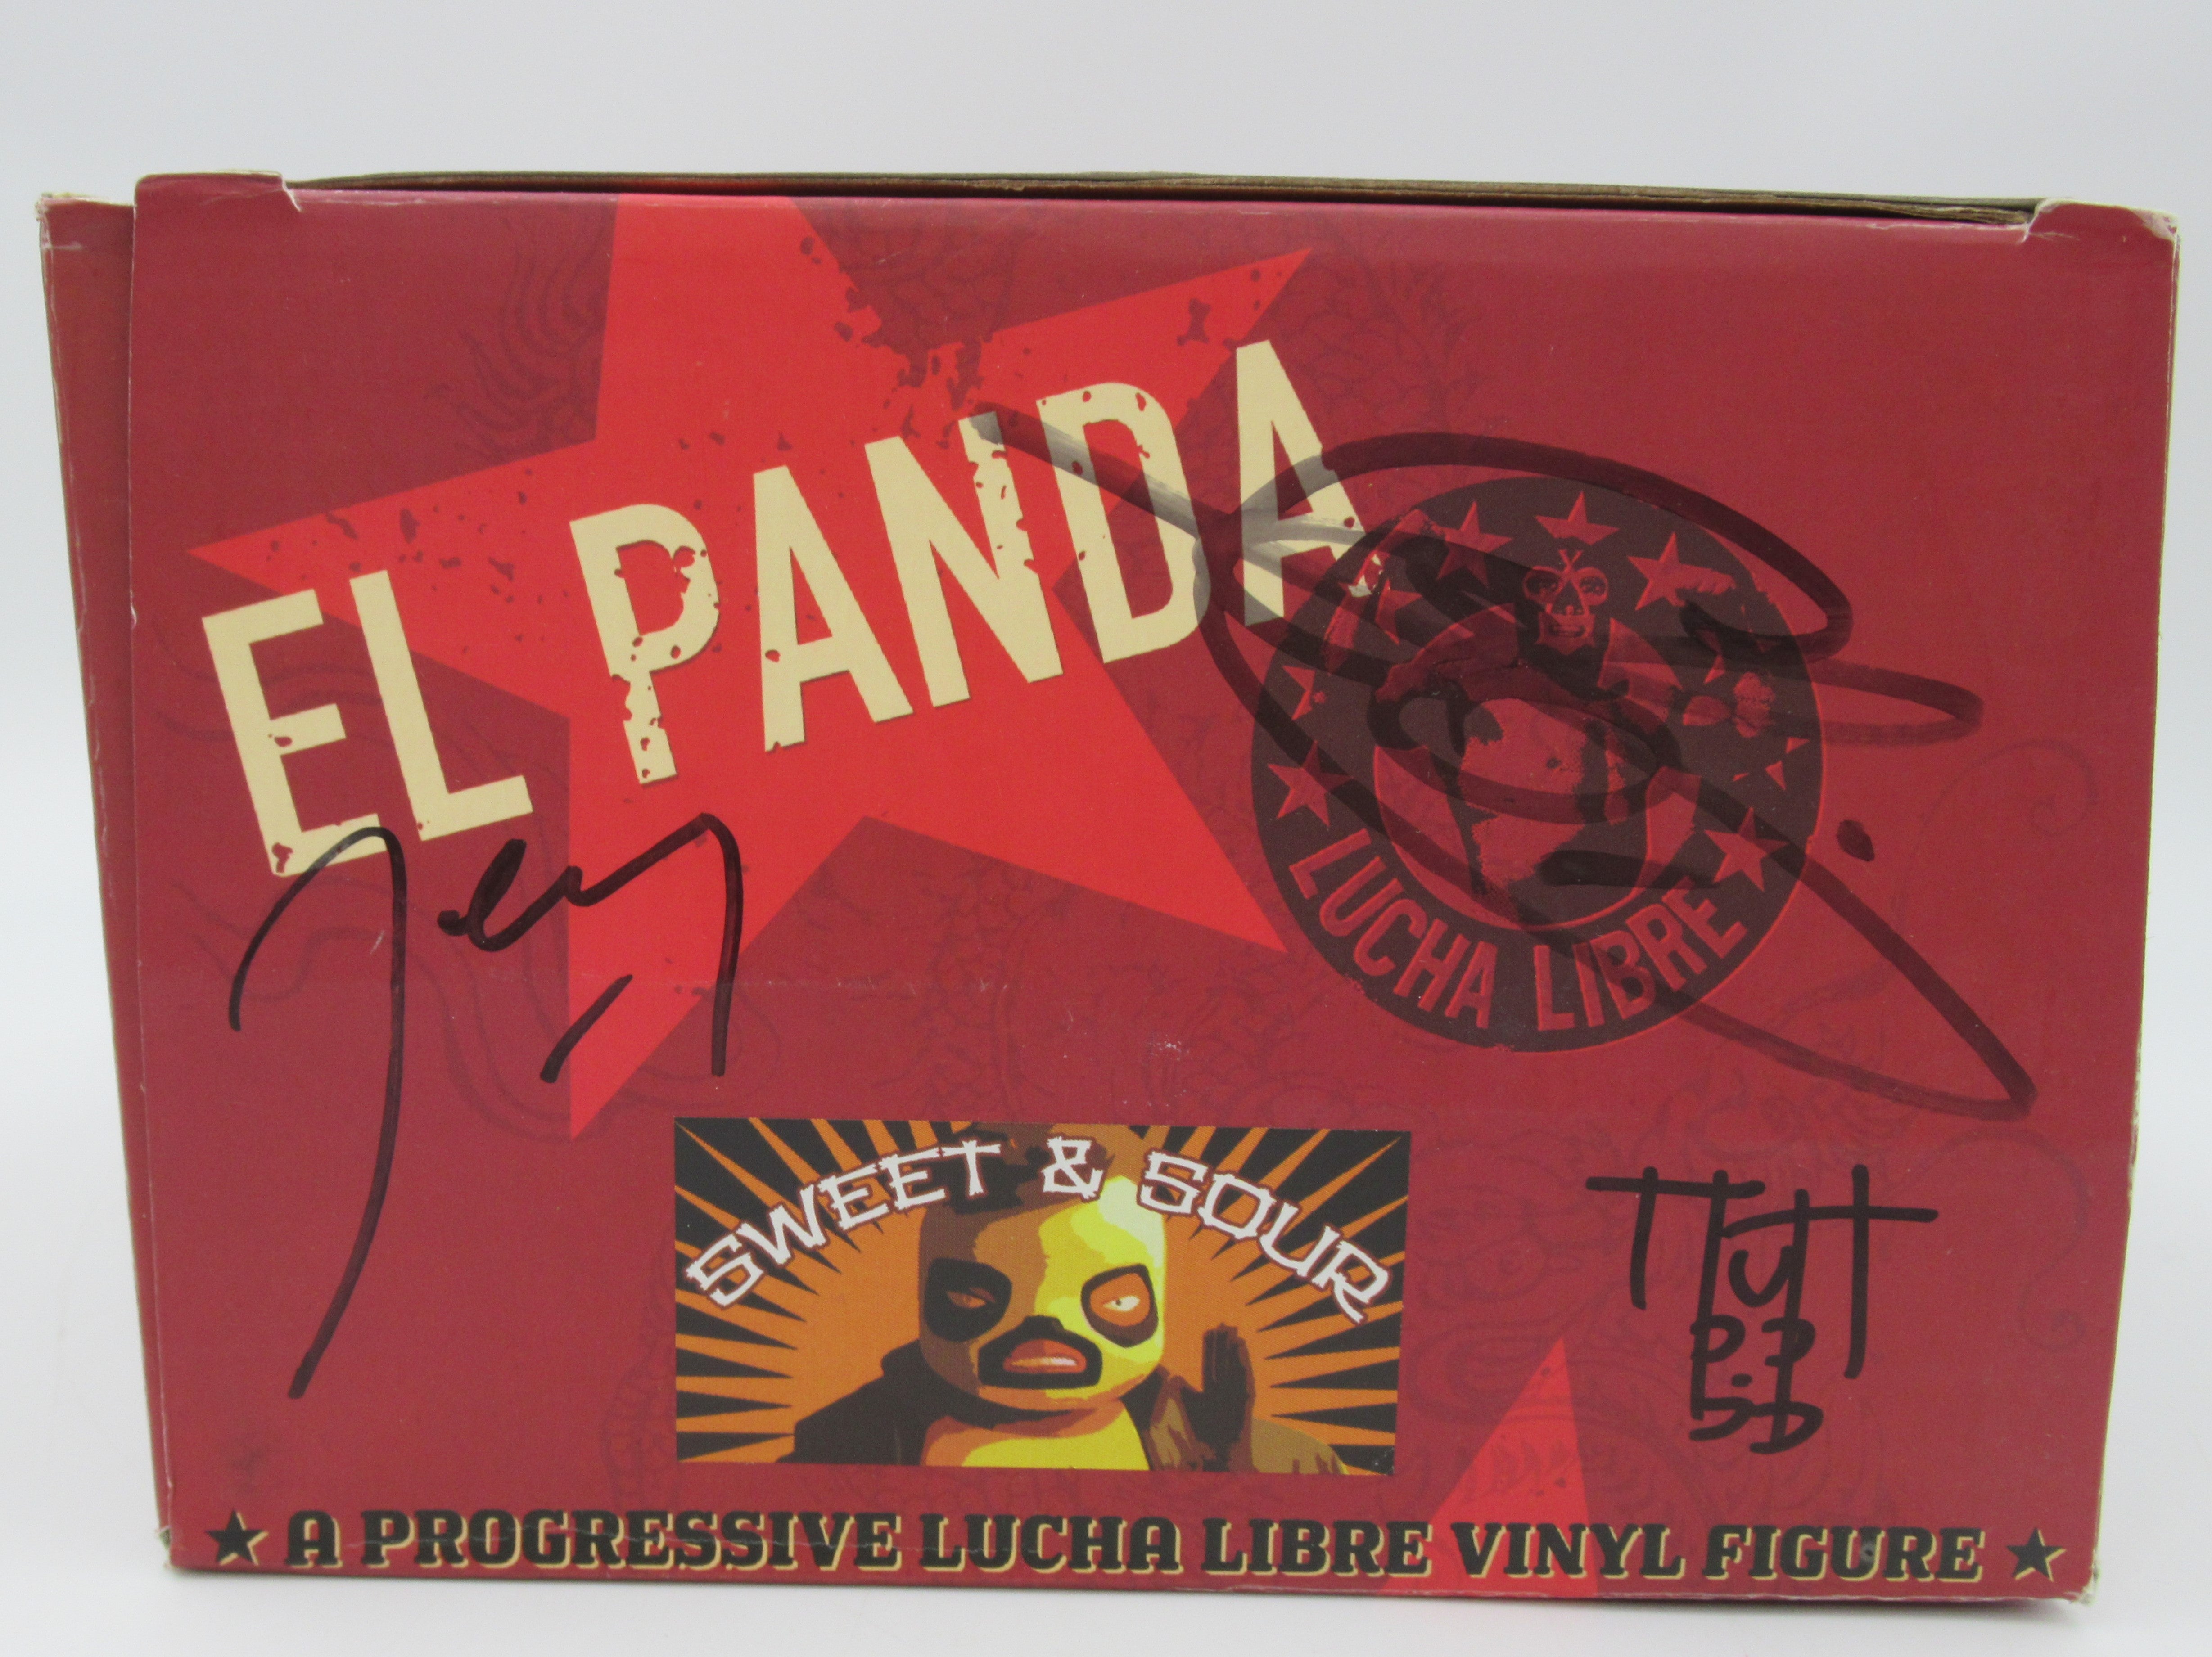 EL PANDA
LUCHA LIBRE
SWEET & SOUR
★ A PROGRESSIVE LUCHA LIBRE VINYL FIGURE ★